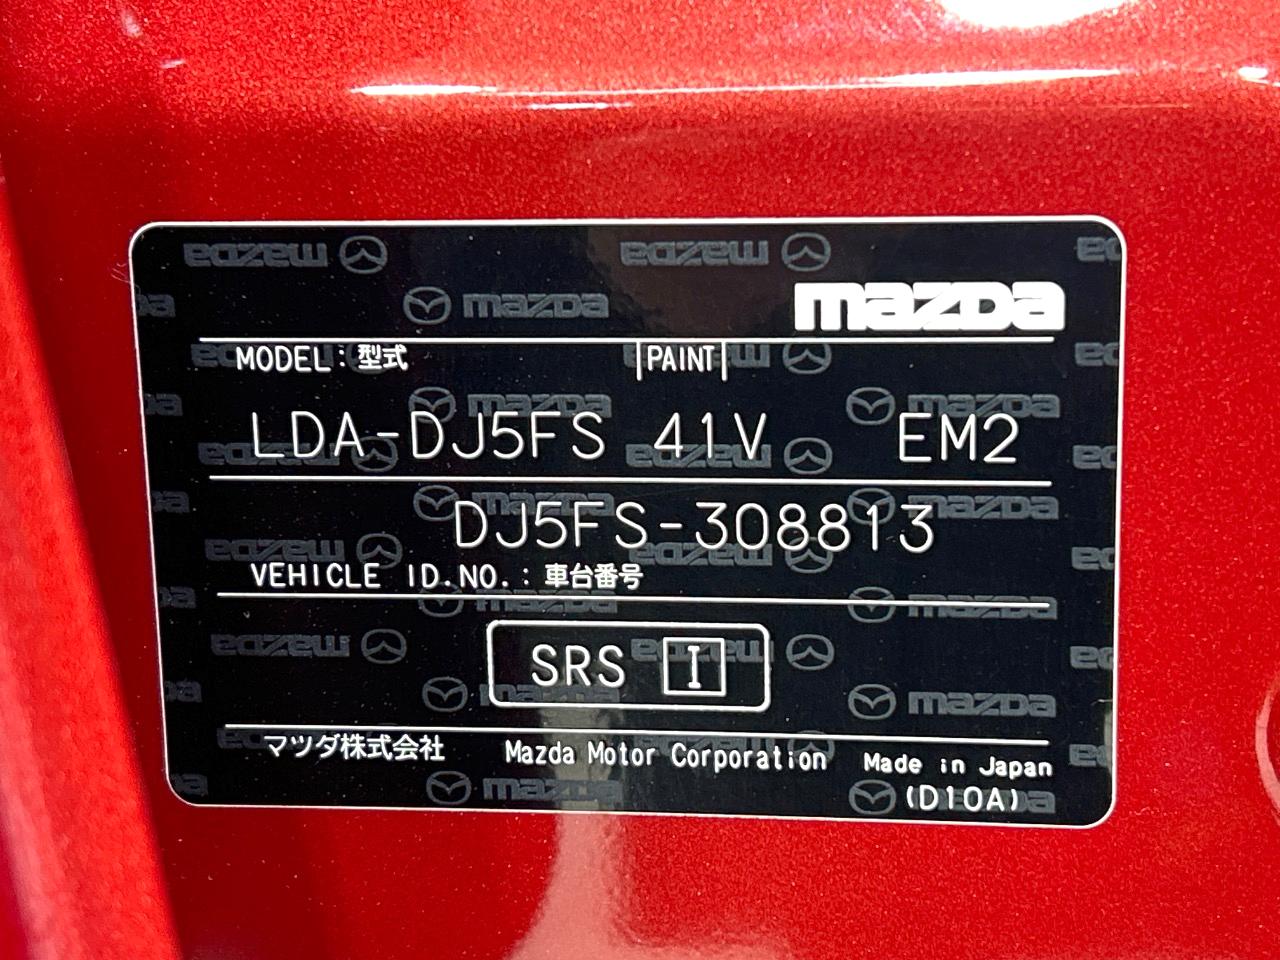 mazda
MODEL: 型式 PAINT
LDA-DJ5FS 41V EM2
DJ5FS-308813
VEHICLE ID.NO.: 車台番号
SRS I
マツダ株式会社 Mazda Motor Corporation Made in Japan
(D10A)